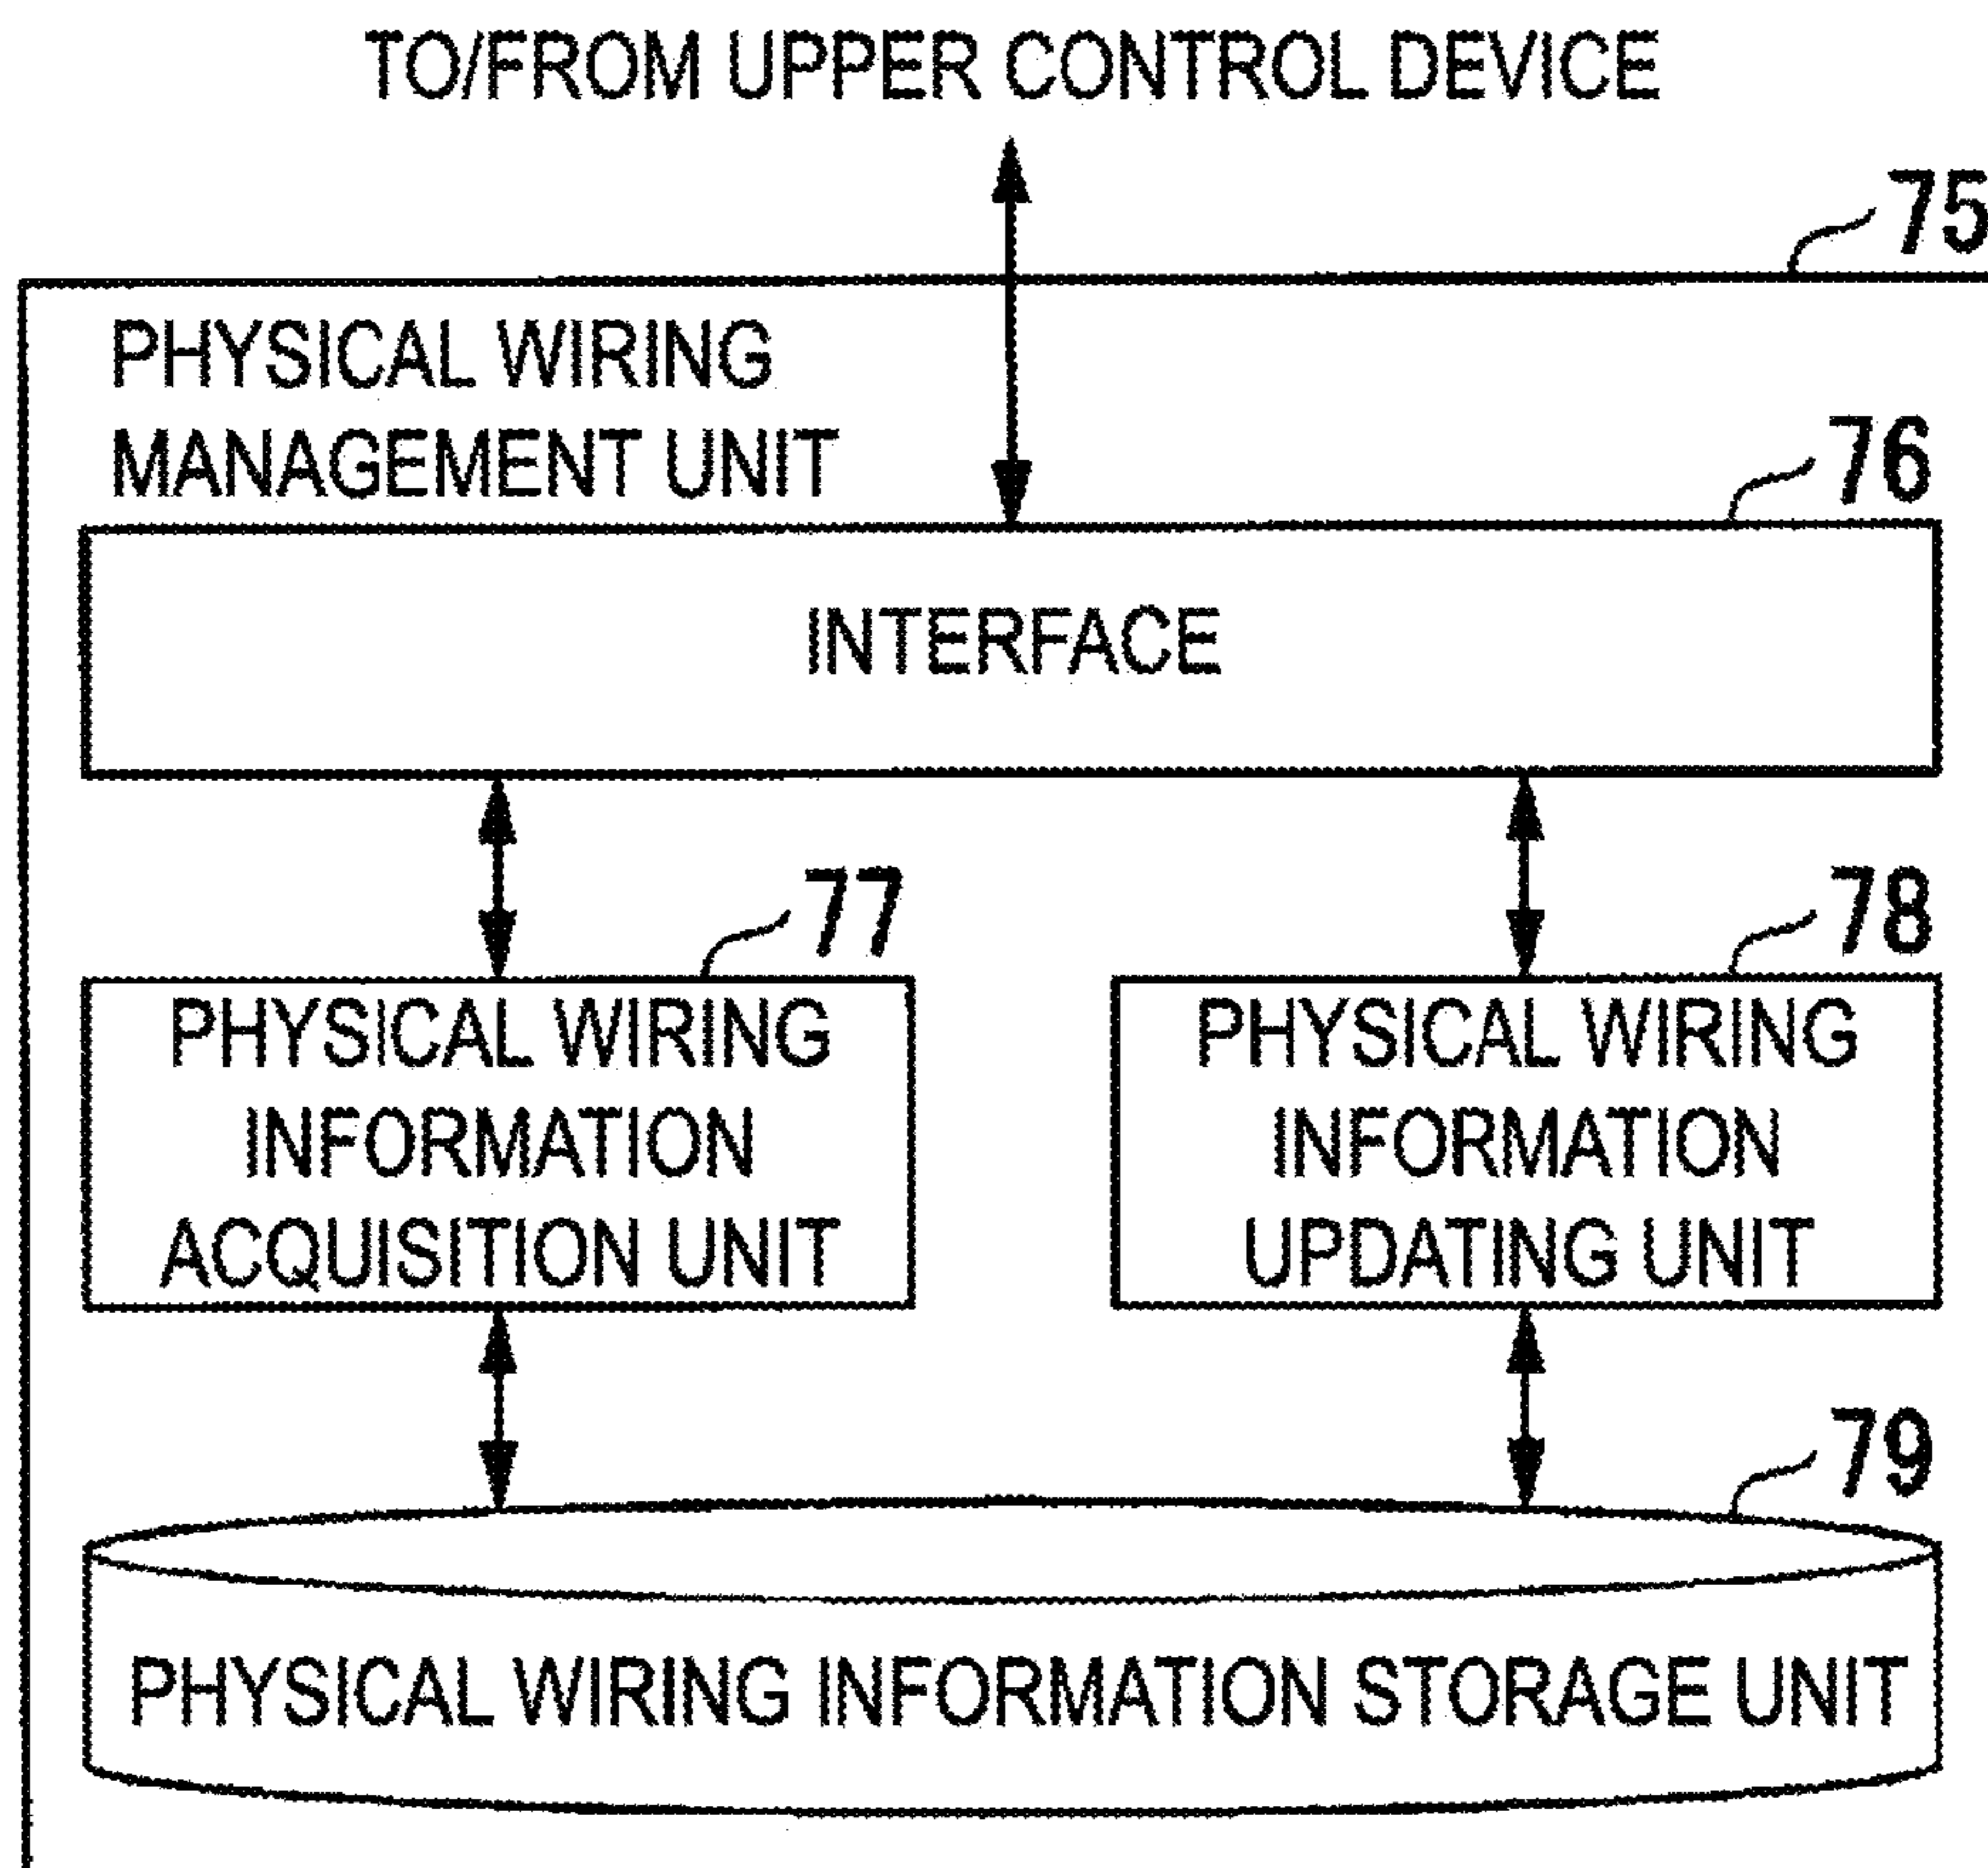 TO/FROM UPPER CONTROL DEVICE
75
PHYSICAL WIRING
MANAGEMENT UNIT
76
INTERFACE
77
78
PHYSICAL WIRING
INFORMATION
ACQUISITION UNIT
PHYSICAL WIRING
INFORMATION
UPDATING UNIT
79
PHYSICAL WIRING INFORMATION STORAGE UNIT